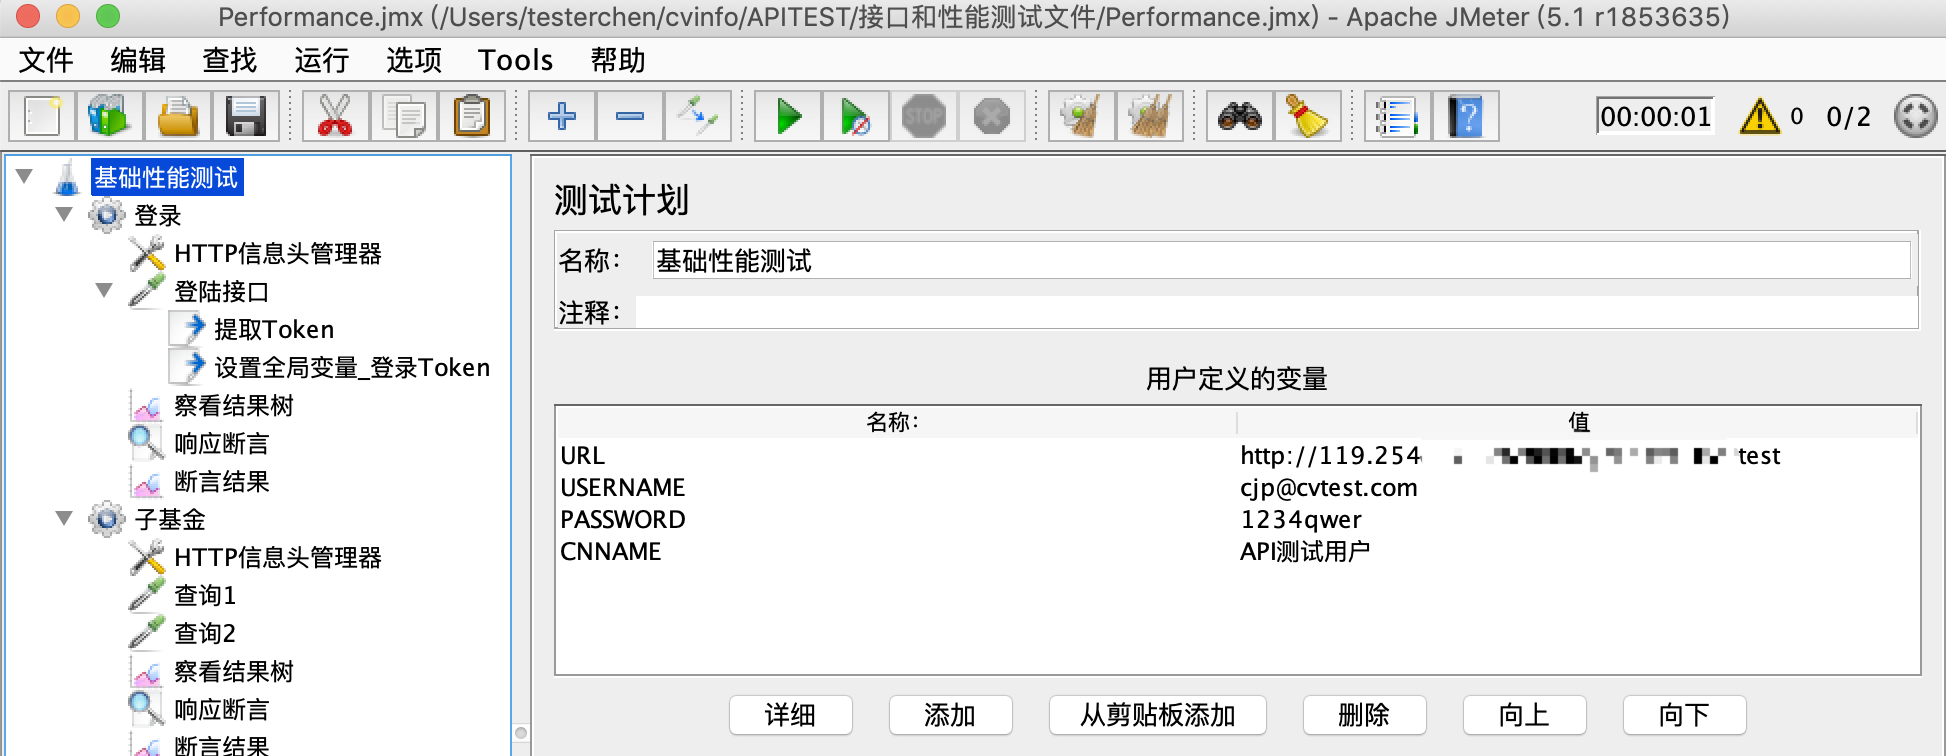 Performance.jmx (/Users/testerchen/cvinfo/APITEST/接口和性能测试文件/Performance.jmx) - Apache JMeter (5.1 r1853635)
文件 编辑 查找 运行 选项 Tools 帮助
STOP 00:00:01 0 0/2
基础性能测试
登录
HTTP信息头管理器
登陆接口
提取Token
设置全局变量_登录Token
察看结果树
响应断言
断言结果
子基金
HTTP信息头管理器
查询1
查询2
察看结果树
响应断言
断言结果
测试计划
名称： 基础性能测试
注释：
用户定义的变量
名称： 值
URL http://119.254 test
USERNAME cjp@cvtest.com
PASSWORD 1234qwer
CNNAME API测试用户
详细 添加 从剪贴板添加 删除 向上 向下